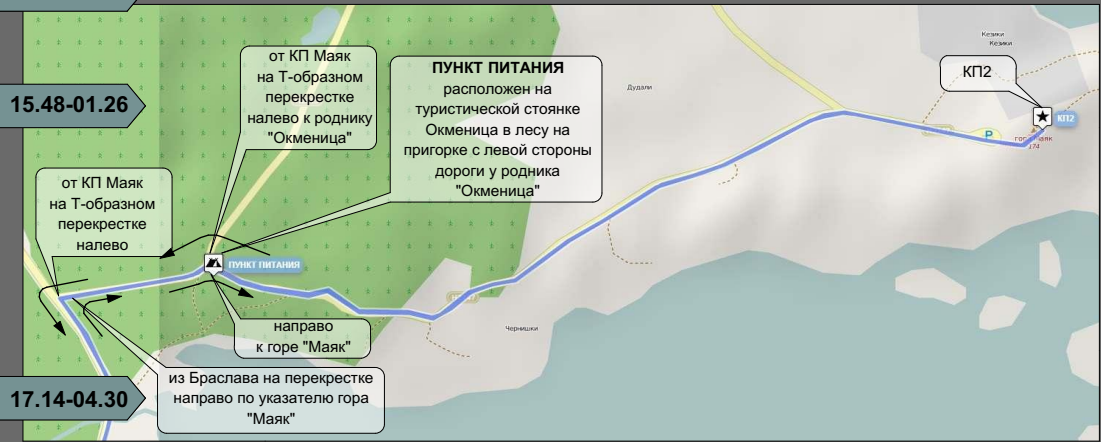 от КП Маяк
на Т-образном
перекрестке
налево к роднику
"Окменица"
ПУНКТ ПИТАНИЯ
расположен на
туристической стоянке
Окменица в лесу на
пригорке с левой стороны
дороги у родника
"Окменица"
Кезики
Кезики
КП2
Дудали
15.48-01.26
КП2
P
174
от КП Маяк
на Т-образном
перекрестке
налево
ПУНКТ ПИТАНИЯ
Чернишки
направо
к горе "Маяк"
из Браслава на перекрестке
направо по указателю гора
"Маяк"
17.14-04.30